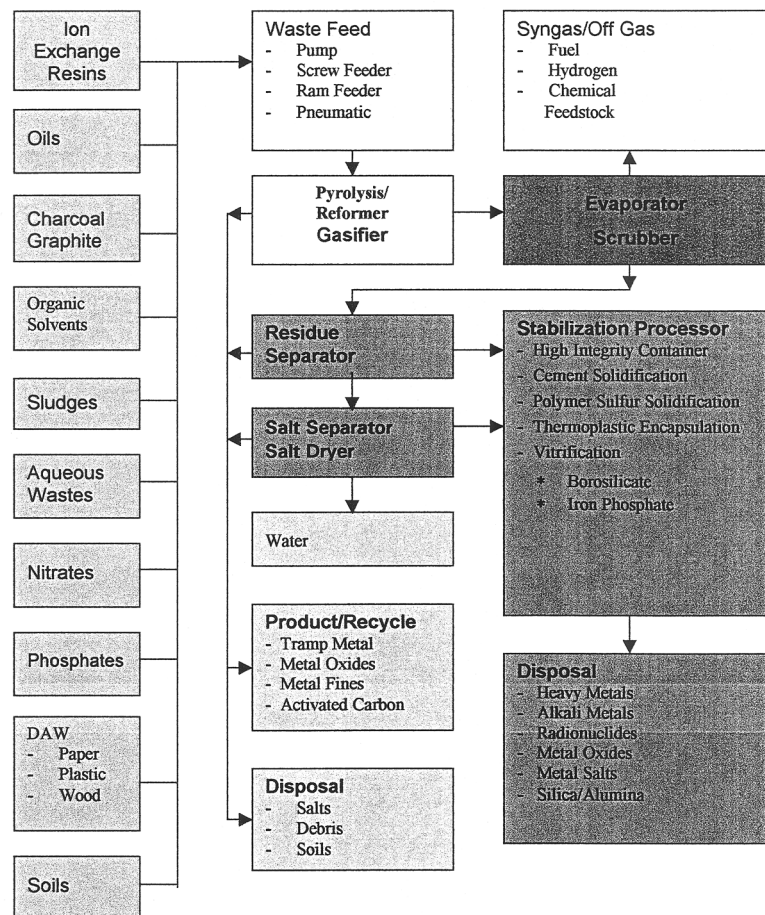 Ion
Exchange
Resins
Oils
Charcoal
Graphite
Organic
Solvents
Sludges
Aqueous
Wastes
Nitrates
Phosphates
DAW
- Paper
- Plastic
- Wood
Soils
Waste Feed
- Pump
- Screw Feeder
- Ram Feeder
- Pneumatic
Pyrolysis/
Reformer
Gasifier
Residue
Separator
Salt Separator
Salt Dryer
Water
Product/Recycle
- Tramp Metal
- Metal Oxides
- Metal Fines
- Activated Carbon
Disposal
- Salts
- Debris
- Soils
Syngas/Off Gas
- Fuel
- Hydrogen
- Chemical
Feedstock
Evaporator
Scrubber
Stabilization Processor
- High Integrity Container
- Cement Solidification
- Polymer Sulfur Solidification
- Thermoplastic Encapsulation
- Vitrification
* Borosilicate
* Iron Phosphate
Disposal
- Heavy Metals
- Alkali Metals
- Radionuclides
- Metal Oxides
- Metal Salts
- Silica/Alumina